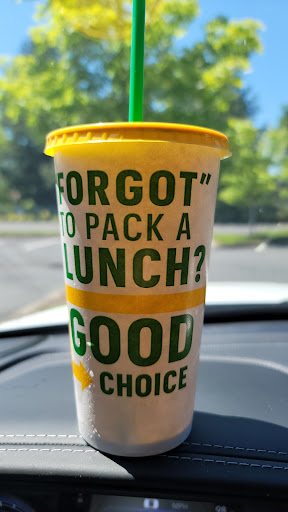 FORGOT"
TO PACK A
LUNCH?
GOOD
CHOICE